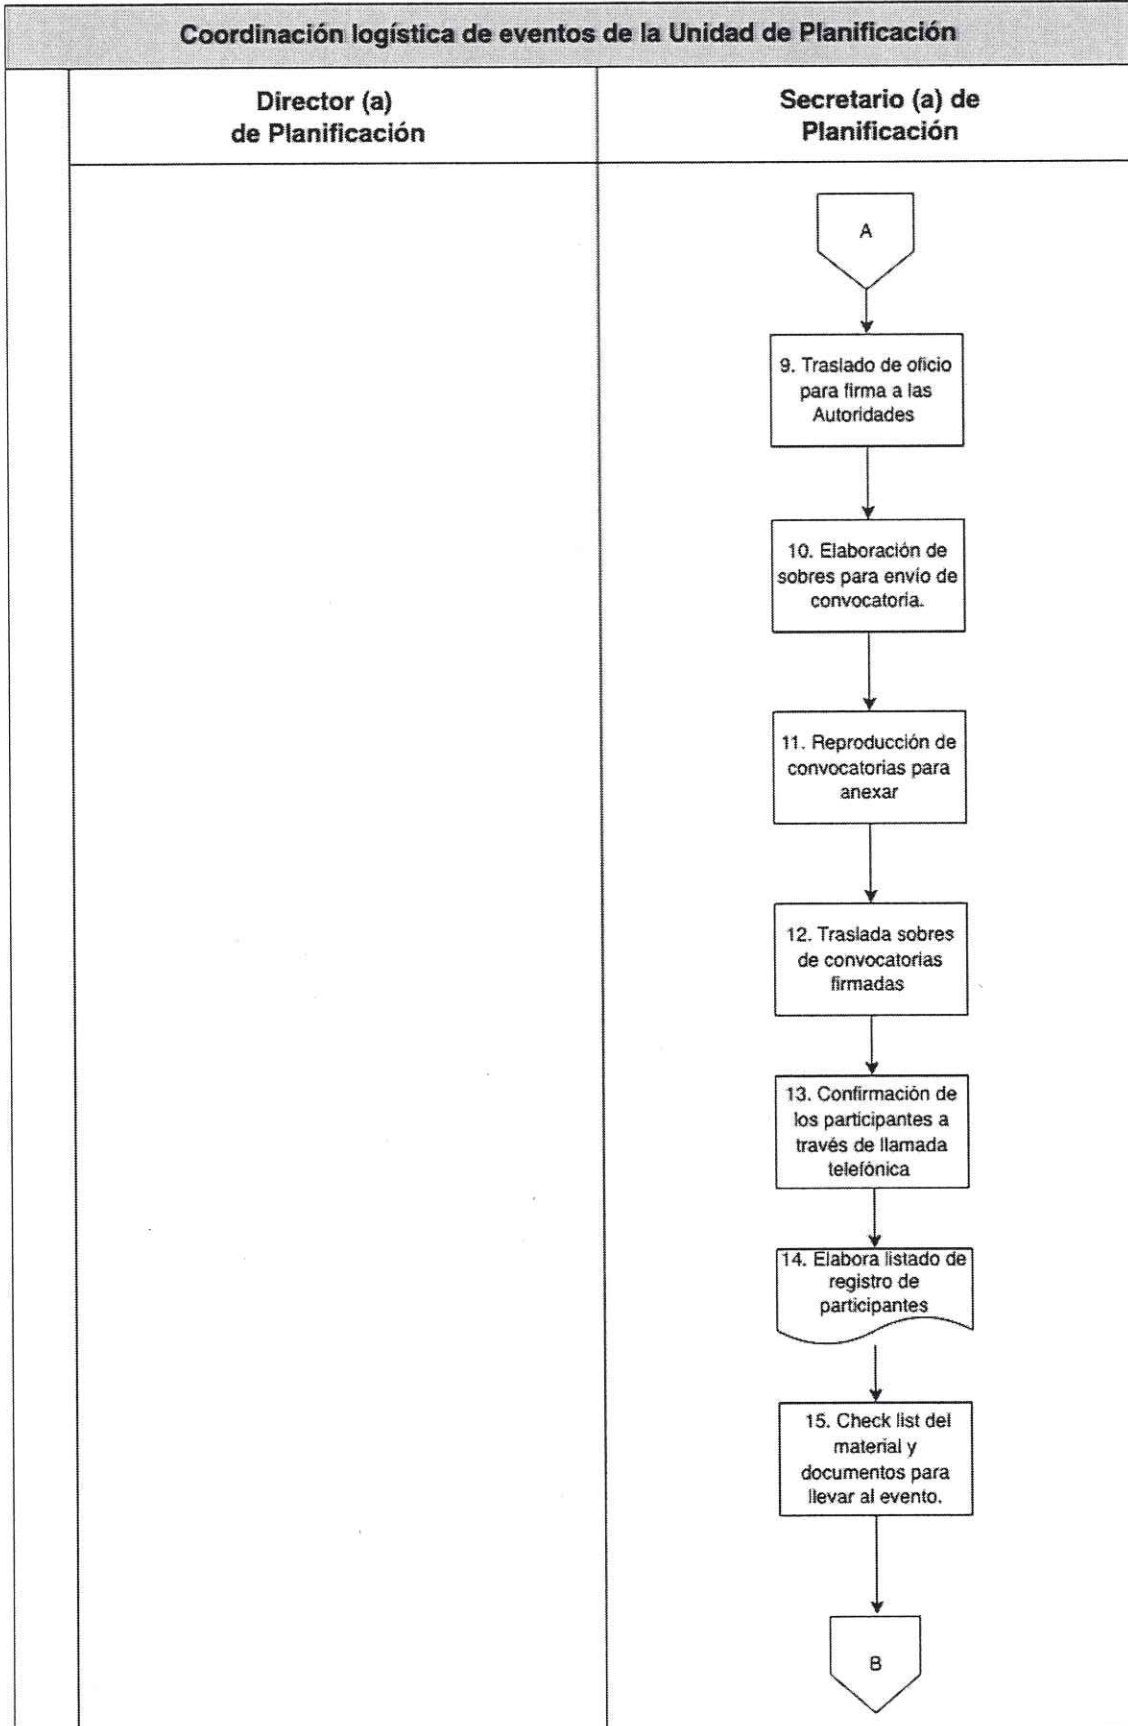 Coordinación logística de eventos de la Unidad de Planificación
Director (a)
de Planificación
Secretario (a) de
Planificación
A
9. Traslado de oficio
para firma a las
Autoridades
10. Elaboración de
sobres para envío de
convocatoria.
11. Reproducción de
convocatorias para
anexar
12. Traslada sobres
de convocatorias
firmadas
13. Confirmación de
los participantes a
través de llamada
telefónica
14. Elabora listado de
registro de
participantes
15. Check list del
material y
documentos para
llevar al evento.
B